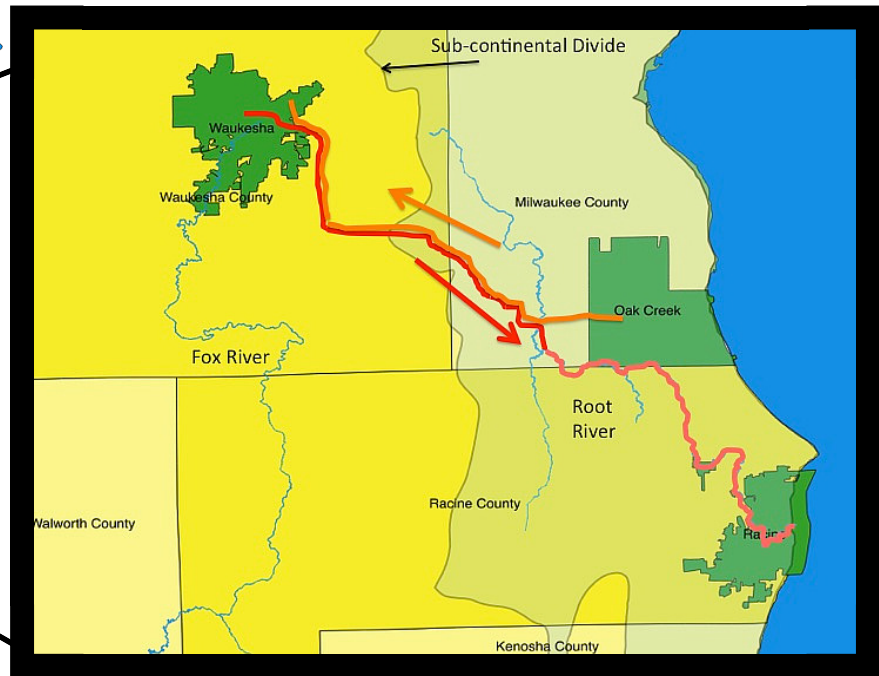 Sub-continental Divide
Waukesha
Waukesha County
Milwaukee County
Oak Creek
Fox River
Root
River
Racine County
Walworth County
Racine
Kenosha County